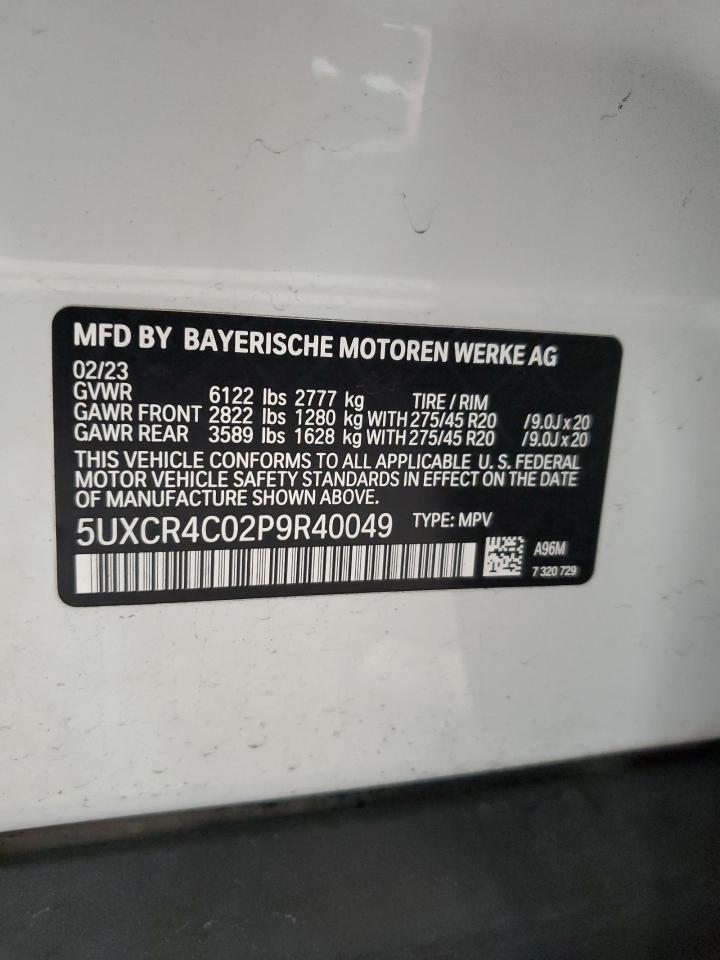 MFD BY BAYERISCHE MOTOREN WERKE AG
02/23
GVWR 6122 lbs 2777 kg TIRE / RIM
GAWR FRONT 2822 lbs 1280 kg WITH 275/45 R20 /9.0J x 20
GAWR REAR 3589 lbs 1628 kg WITH 275/45 R20 /9.0J x 20
THIS VEHICLE CONFORMS TO ALL APPLICABLE U. S. FEDERAL
MOTOR VEHICLE SAFETY STANDARDS IN EFFECT ON THE DATE
OF MANUFACTURE SHOWN ABOVE.
5UXCR4C02P9R40049 TYPE: MPV
A96M
7 320 729